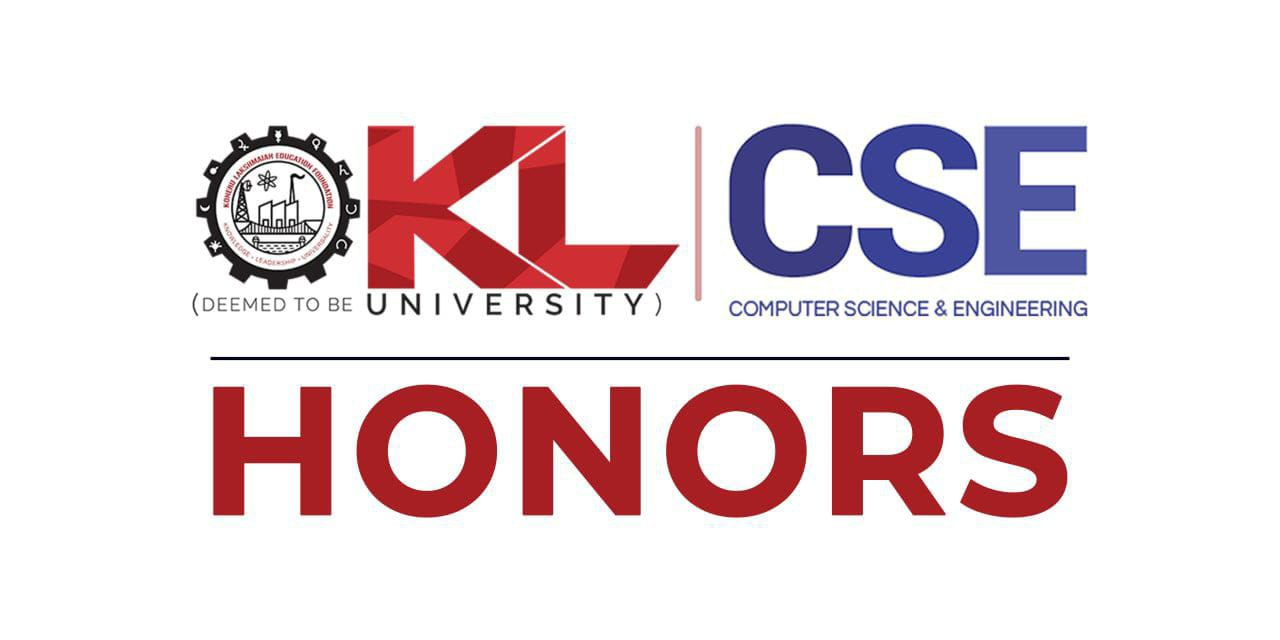 KONERU LAKSHMAIAH EDUCATION FOUNDATION
KNOWLEDGE • LEADERSHIP • UNIVERSALITY
KL
(DEEMED TO BE UNIVERSITY)
CSE
COMPUTER SCIENCE & ENGINEERING
HONORS